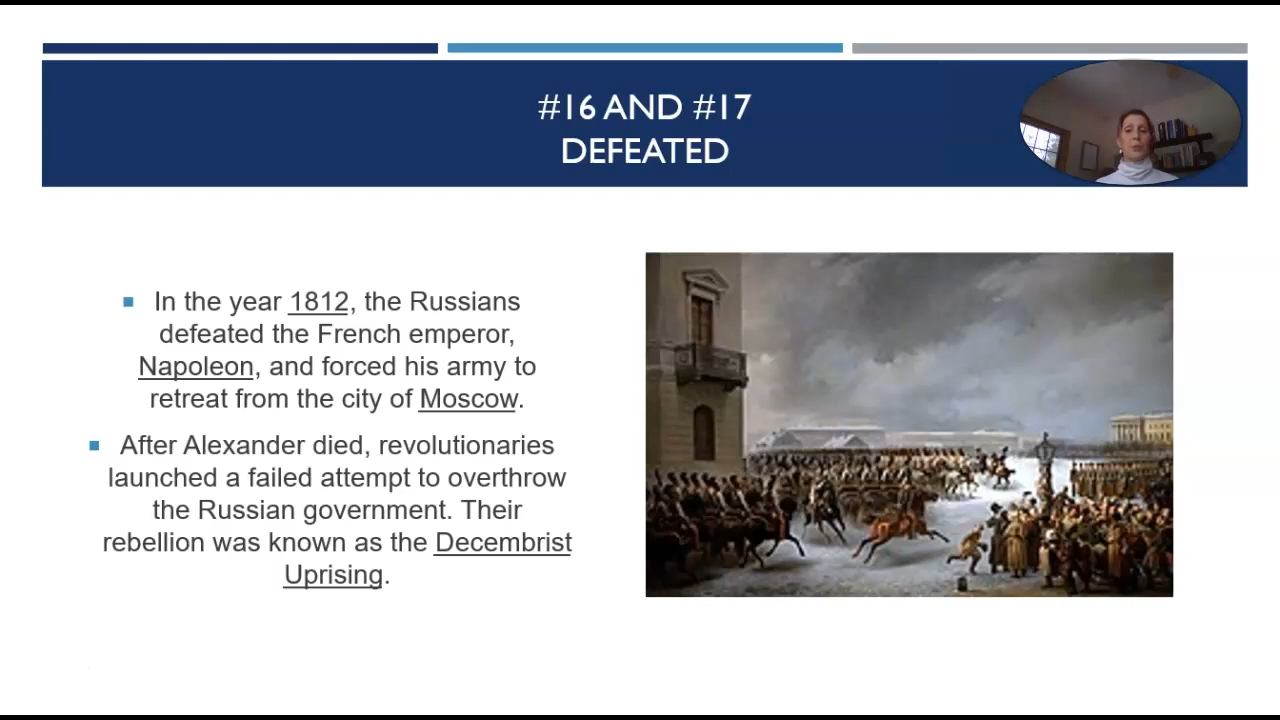 #16 AND #17
DEFEATED
In the year 1812, the Russians
defeated the French emperor,
Napoleon, and forced his army to
retreat from the city of Moscow.
After Alexander died, revolutionaries
launched a failed attempt to overthrow
the Russian government. Their
rebellion was known as the Decembrist
Uprising.